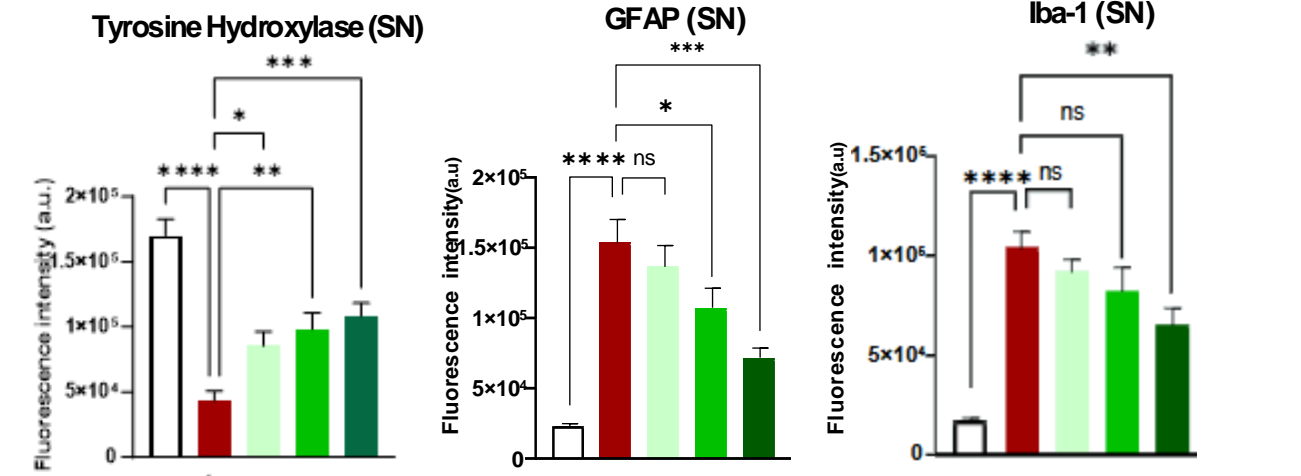 Tyrosine Hydroxylase (SN)
***
*
****
**
Fluorescence intensity (a.u.)
2×10⁵
1.5×10⁵
1×10⁵
5×10⁴
0
GFAP (SN)
***
*
**** ns
Fluorescence intensity(a.u)
2×10⁵
1.5×10⁵
1×10⁵
5×10⁴
0
Iba-1 (SN)
**
ns
**** ns
Fluorescence intensity(a.u)
1.5×10⁵
1×10⁵
5×10⁴
0